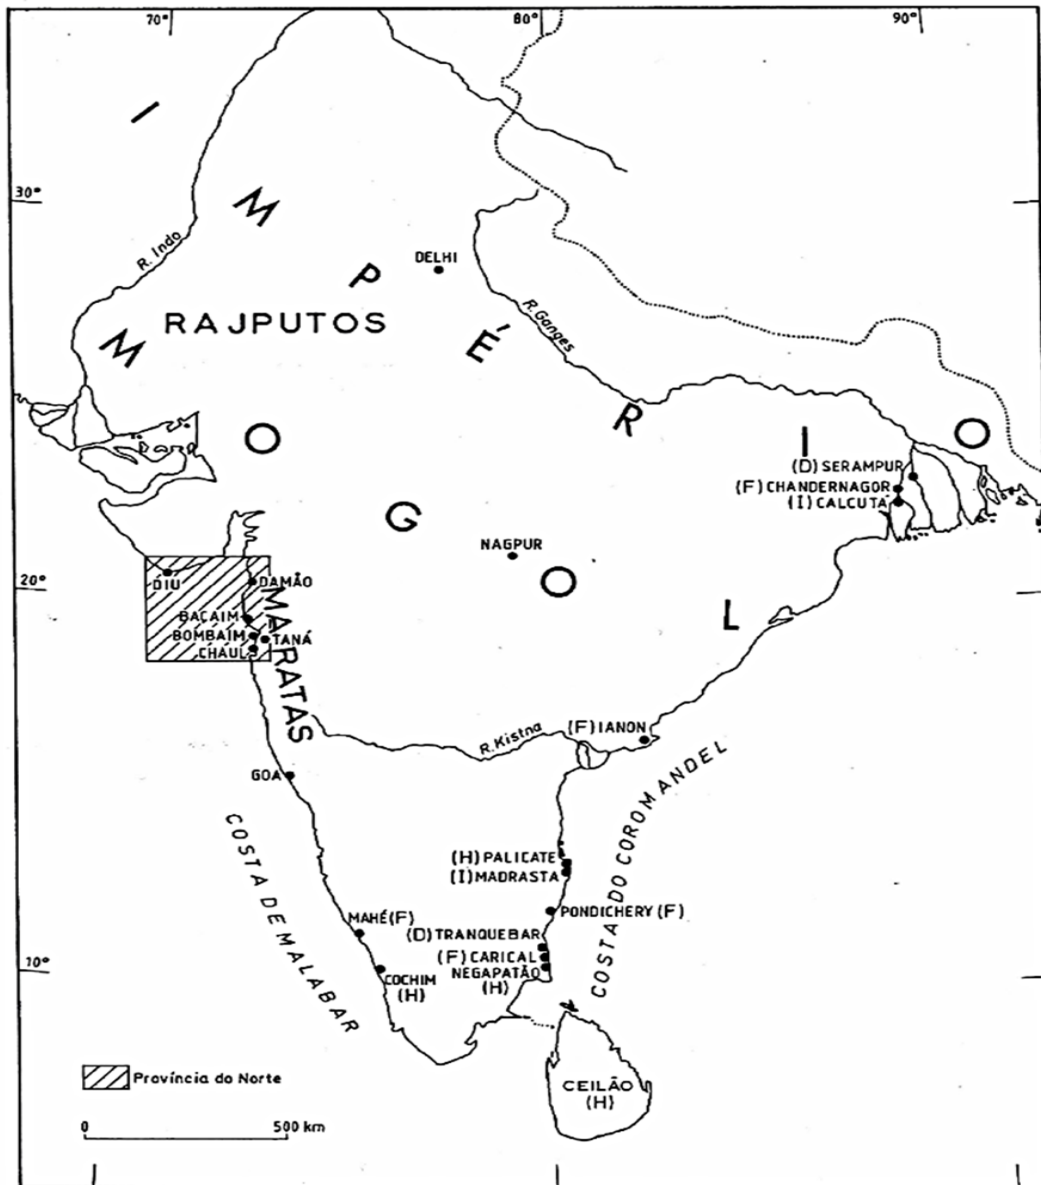 70°
80°
90°
30°
20°
10°
IMPÉRIO
MOGOL
R. Indo
DELHI
RAJPUTOS
R. Ganges
(D) SERAMPUR
(F) CHANDERNAGOR
(I) CALCUTÁ
NAGPUR
DIU
DAMÃO
BAÇAIM
BOMBAIM
TANÁ
CHAUL
MARATAS
R. Kistna
(F) IANON
GOA
COSTA DE MALABAR
COSTA DO COROMANDEL
(H) PALICATE
(I) MADRASTA
PONDICHERY (F)
MAHÉ (F)
(D) TRANQUEBAR
(F) CARICAL
NEGAPATÃO
(H)
COCHIM
(H)
CEILÃO
(H)
Província do Norte
0 500 km